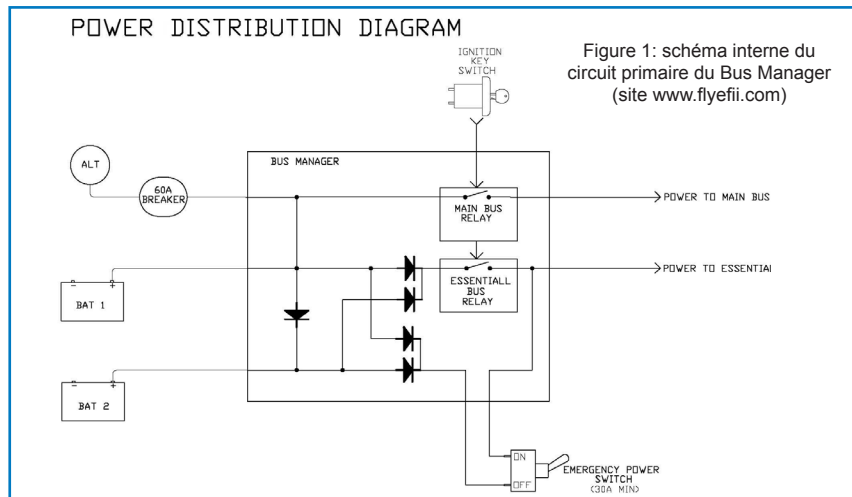 POWER DISTRIBUTION DIAGRAM
Figure 1: schéma interne du
circuit primaire du Bus Manager
(site www.flyefii.com)
IGNITION
KEY
SWITCH
ALT
60A
BREAKER
BUS MANAGER
MAIN BUS
RELAY
POWER TO MAIN BUS
ESSENTIALL
BUS
RELAY
POWER TO ESSENTIAI
- +
BAT 1
- +
BAT 2
ON
OFF
EMERGENCY POWER
SWITCH
(30A MIN)